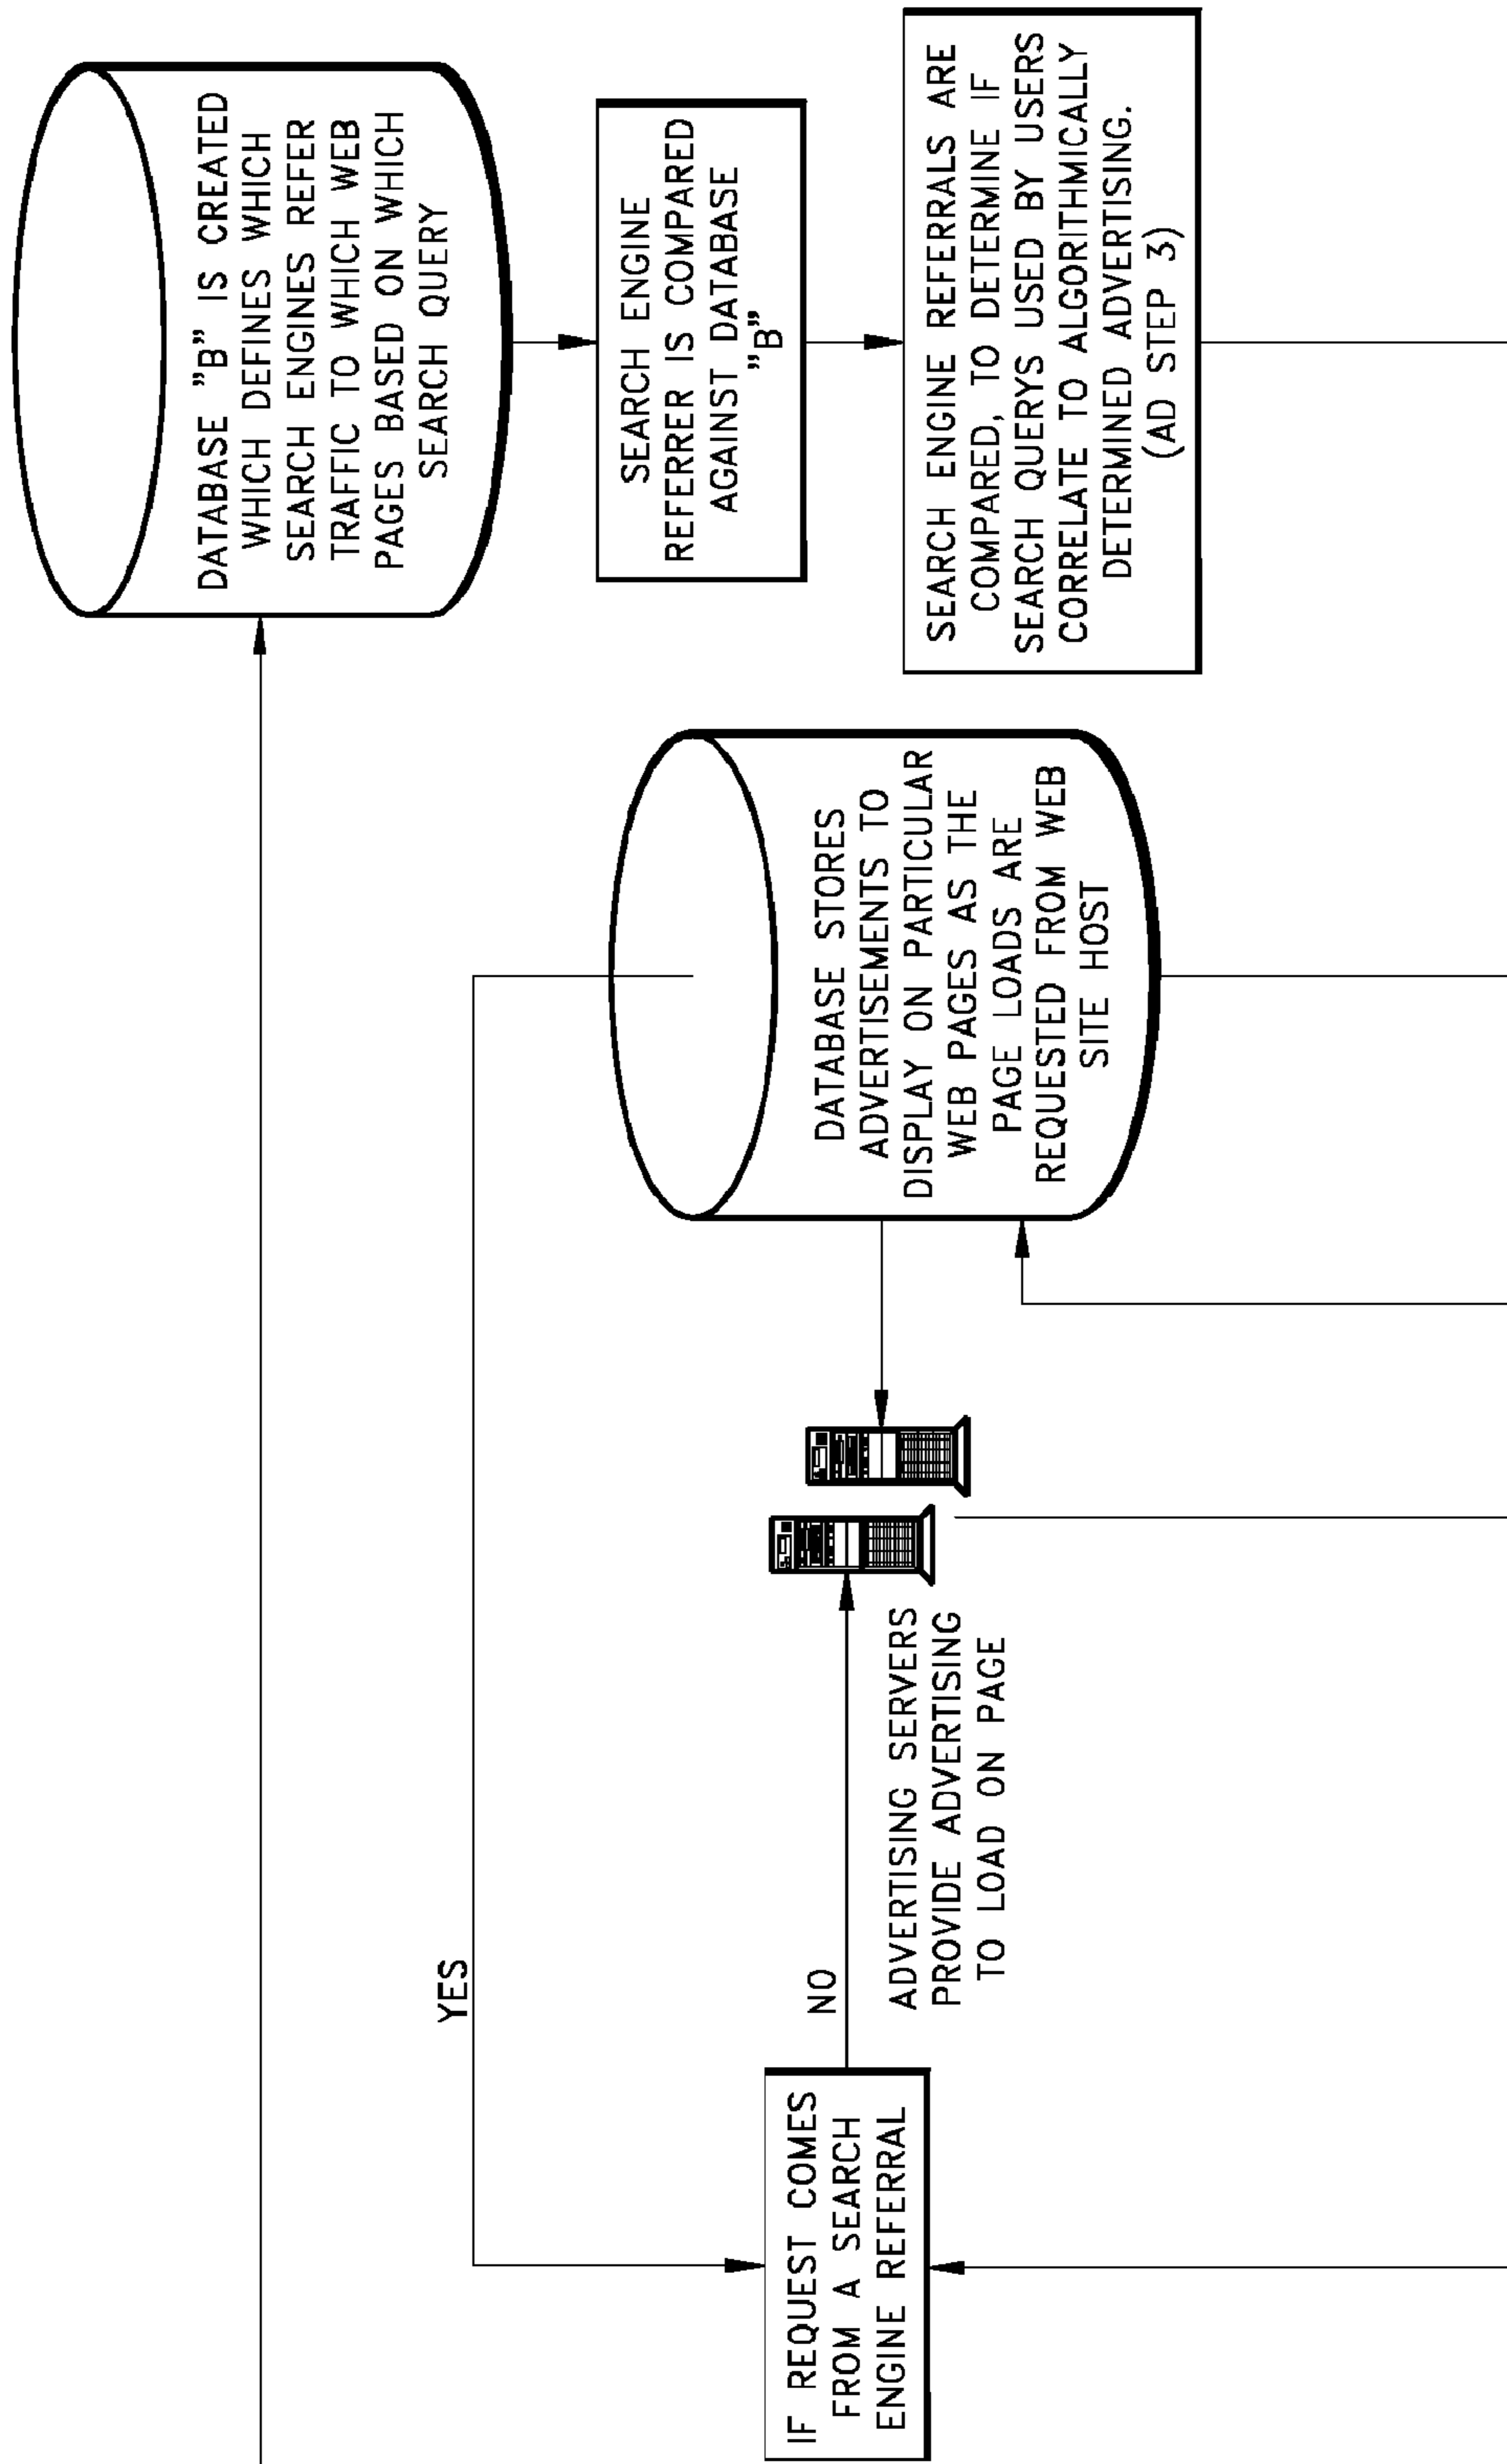 DATABASE "B" IS CREATED
WHICH DEFINES WHICH
SEARCH ENGINES REFER
TRAFFIC TO WHICH WEB
PAGES BASED ON WHICH
SEARCH QUERY
SEARCH ENGINE
REFERRER IS COMPARED
AGAINST DATABASE
"B"
SEARCH ENGINE REFERRALS ARE
COMPARED, TO DETERMINE IF
SEARCH QUERYS USED BY USERS
CORRELATE TO ALGORITHMICALLY
DETERMINED ADVERTISING.
(AD STEP 3)
DATABASE STORES
ADVERTISEMENTS TO
DISPLAY ON PARTICULAR
WEB PAGES AS THE
PAGE LOADS ARE
REQUESTED FROM WEB
SITE HOST
YES
NO
ADVERTISING SERVERS
PROVIDE ADVERTISING
TO LOAD ON PAGE
IF REQUEST COMES
FROM A SEARCH
ENGINE REFERRAL